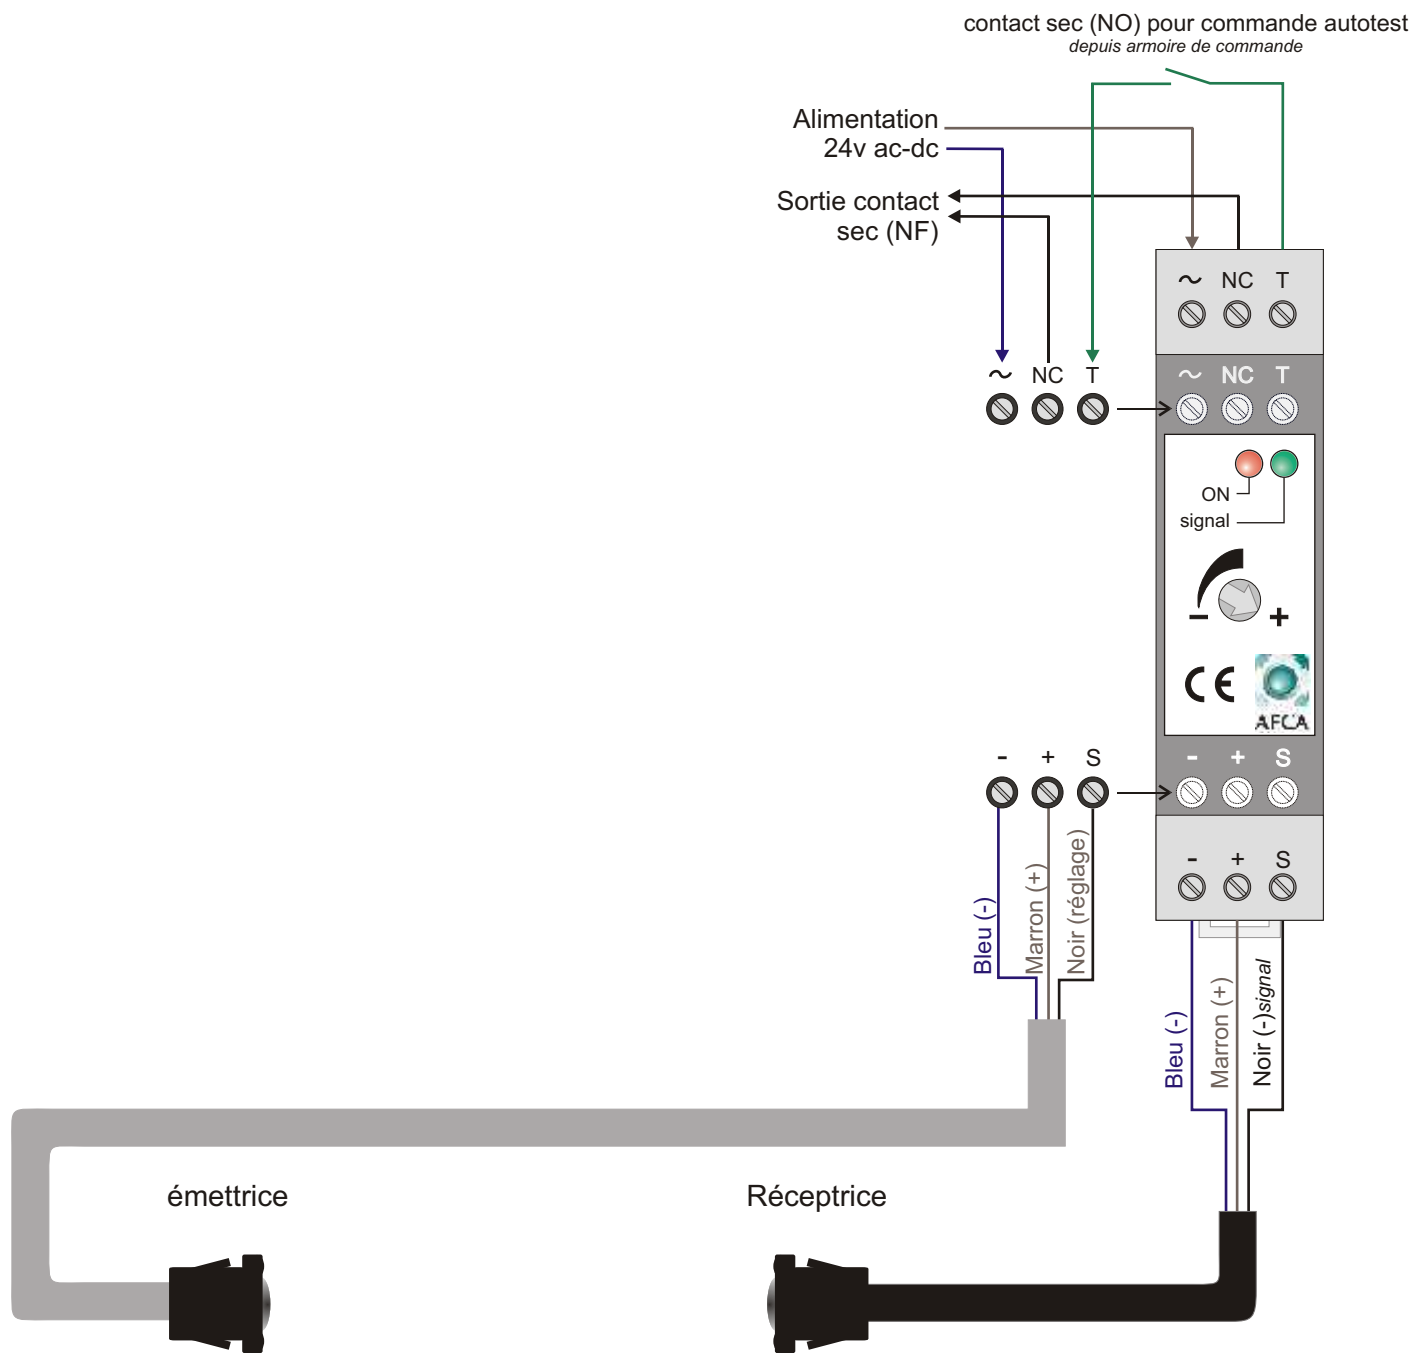 contact sec (NO) pour commande autotest
depuis armoire de commande
Alimentation
24v ac-dc
Sortie contact
sec (NF)
~ NC T
~ NC T
~ NC T
ON
signal
- +
CE
AFCA
- + S
- + S
- + S
Bleu (-)
Marron (+)
Noir (réglage)
Bleu (-)
Marron (+)
Noir (-)signal
émettrice
Réceptrice